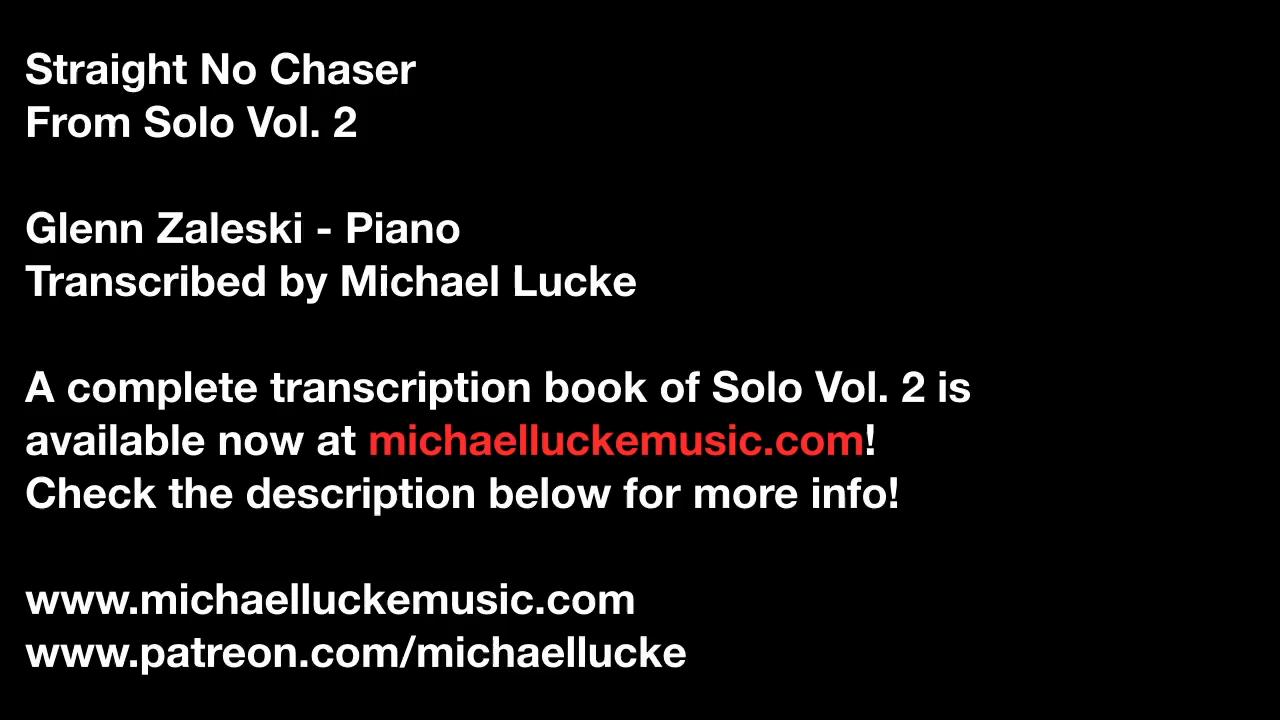 Straight No Chaser
From Solo Vol. 2
Glenn Zaleski - Piano
Transcribed by Michael Lucke
A complete transcription book of Solo Vol. 2 is
available now at michaelluckemusic.com!
Check the description below for more info!
www.michaelluckemusic.com
www.patreon.com/michaellucke